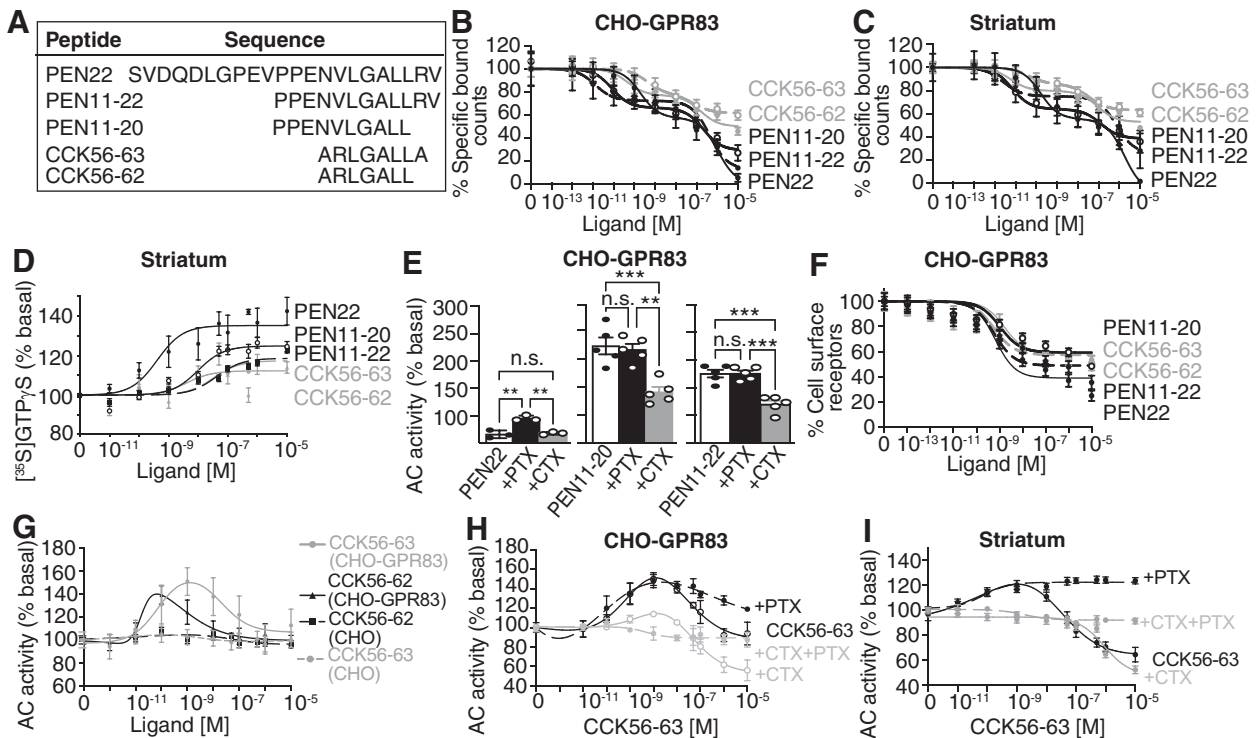 A
Peptide Sequence
PEN22 SVDQDLGPEVPPENVLGALLRV
PEN11-22 PPENVLGALLRV
PEN11-20 PPENVLGALL
CCK56-63 ARLGALLA
CCK56-62 ARLGALL
B
CHO-GPR83
% Specific bound
counts
120
100
80
60
40
20
0
CCK56-63
CCK56-62
PEN11-20
PEN11-22
PEN22
0 10-13 10-11 10-9 10-7 10-5
Ligand [M]
C
Striatum
% Specific bound
counts
120
100
80
60
40
20
0
CCK56-63
CCK56-62
PEN11-20
PEN11-22
PEN22
0 10-13 10-11 10-9 10-7 10-5
Ligand [M]
D
Striatum
[35S]GTPγS (% basal)
140
120
100
80
PEN22
PEN11-20
PEN11-22
CCK56-63
CCK56-62
0 10-11 10-9 10-7 10-5
Ligand [M]
E
CHO-GPR83
AC activity (% basal)
300
250
200
150
100
n.s.
** **
PEN22
+PTX
+CTX
***
n.s. **
PEN11-20
+PTX
+CTX
***
n.s. ***
PEN11-22
+PTX
+CTX
F
CHO-GPR83
% Cell surface
receptors
100
80
60
40
20
0
PEN11-20
CCK56-63
CCK56-62
PEN11-22
PEN22
0 10-13 10-11 10-9 10-7 10-5
Ligand [M]
G
AC activity (% basal)
180
160
140
120
100
80
60
CCK56-63
(CHO-GPR83)
CCK56-62
(CHO-GPR83)
CCK56-62
(CHO)
CCK56-63
(CHO)
0 10-11 10-9 10-7 10-5
Ligand [M]
H
CHO-GPR83
AC activity (% basal)
180
160
140
120
100
80
60
40
+PTX
CCK56-63
+CTX+PTX
+CTX
0 10-11 10-9 10-7 10-5
CCK56-63 [M]
I
Striatum
AC activity (% basal)
140
120
100
80
60
40
+PTX
+CTX+PTX
CCK56-63
+CTX
0 10-11 10-9 10-7 10-5
CCK56-63 [M]